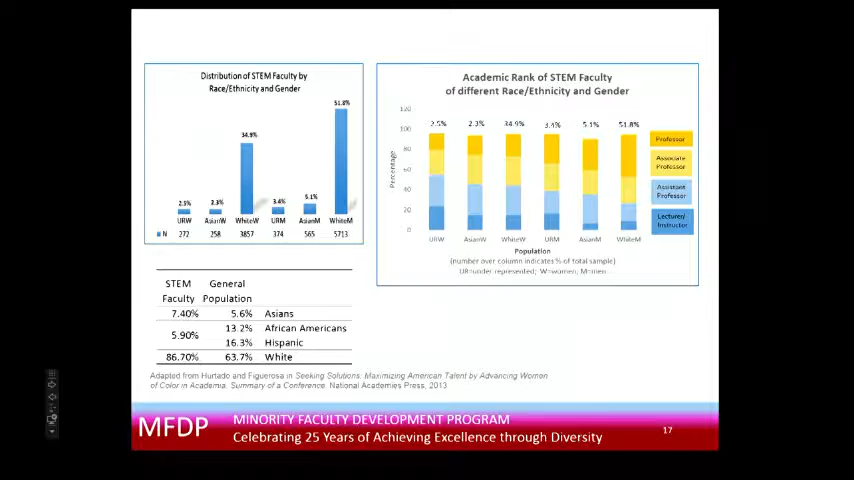 Distribution of STEM Faculty by
Race/Ethnicity and Gender
51.8%
34.9%
2.5%
2.3%
3.4%
5.1%
URW AsianW WhiteW URM AsianM WhiteM
N 272 258 3857 374 565 5713
Academic Rank of STEM Faculty
of different Race/Ethnicity and Gender
120
2.5% 2.3% 34.9% 3.4% 5.1% 51.8%
100
80
60
40
20
0
Percentage
Professor
Associate
Professor
Assistant
Professor
Lecturer/
Instructor
URW AsianW WhiteW URM AsianM WhiteM
Population
(number over column indicates % of total sample)
UR=under represented; W=women, M=men
STEM General
Faculty Population
7.40% 5.6% Asians
13.2% African Americans
5.90%
16.3% Hispanic
86.70% 63.7% White
Adapted from Hurtado and Figueroa in Seeking Solutions: Maximizing American Talent by Advancing Women
of Color in Academia. Summary of a Conference. National Academies Press, 2013
MFDP
MINORITY FACULTY DEVELOPMENT PROGRAM
Celebrating 25 Years of Achieving Excellence through Diversity
17